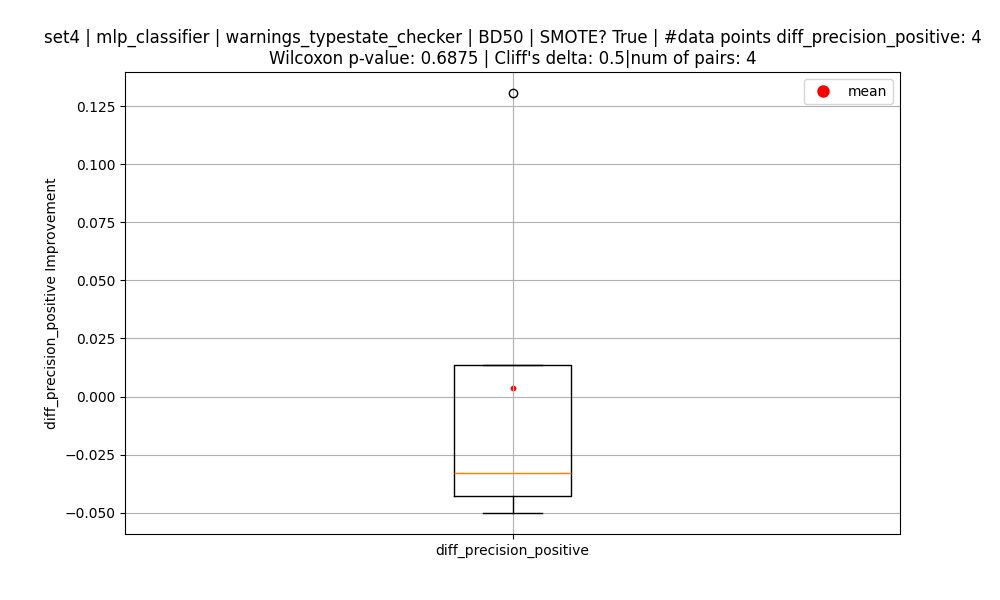 set4 | mlp_classifier | warnings_typestate_checker | BD50 | SMOTE? True | #data points diff_precision_positive: 4
Wilcoxon p-value: 0.6875 | Cliff's delta: 0.5|num of pairs: 4
mean
0.125
0.100
0.075
0.050
0.025
0.000
−0.025
−0.050
diff_precision_positive Improvement
diff_precision_positive